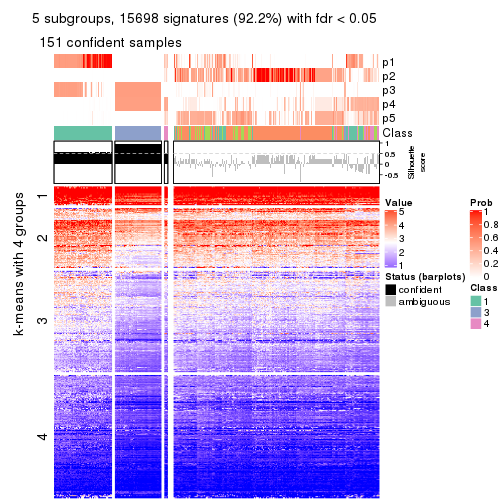 5 subgroups, 15698 signatures (92.2%) with fdr < 0.05
151 confident samples
p1
p2
p3
p4
p5
Class
1
0.5
0
-0.5
Silhouette
score
k-means with 4 groups
1
2
3
4
Value
5
4
3
2
1
Status (barplots)
confident
ambiguous
Prob
1
0.8
0.6
0.4
0.2
0
Class
1
3
4